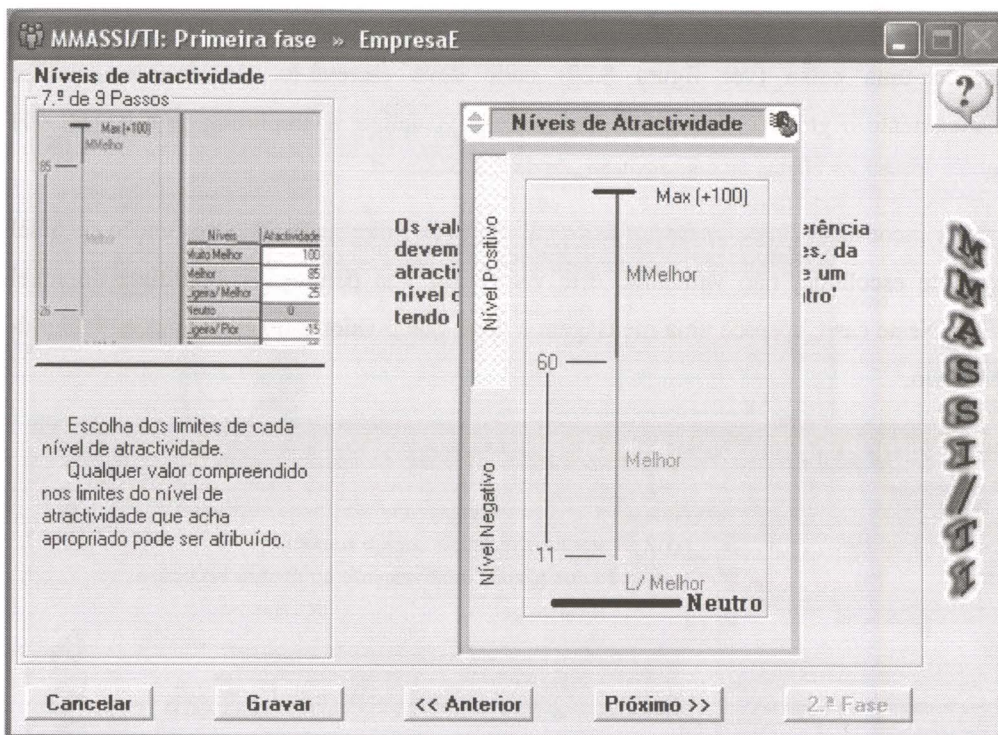 MMASSI/TI: Primeira fase » EmpresaE
Níveis de atractividade
7.º de 9 Passos
Max (+100)
MMelhor
85
Melhor
26
Níveis Atractividade
Muito Melhor 100
Melhor 85
Ligeira/ Melhor 25
Neutro 0
Ligeira/ Pior -15
Escolha dos limites de cada
nível de atractividade.
Qualquer valor compreendido
nos limites do nível de
atractividade que acha
apropriado pode ser atribuído.
Os val
devem
atracti
nível d
tendo
erência
es, da
e um
tro'
Níveis de Atractividade
Nível Positivo
Nível Negativo
Max (+100)
MMelhor
60
Melhor
11
L/ Melhor
Neutro
?
MMASSI/TI
Cancelar
Gravar
<< Anterior
Próximo >>
2.ª Fase